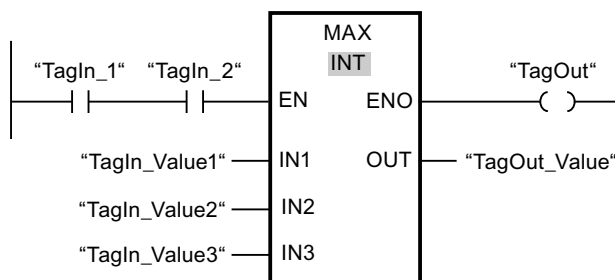 MAX
INT
“TagIn_1“ “TagIn_2“ “TagOut“
EN ENO
“TagIn_Value1“ IN1 OUT “TagOut_Value“
“TagIn_Value2“ IN2
“TagIn_Value3“ IN3